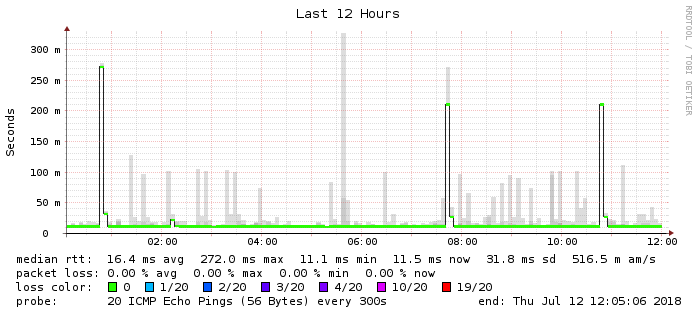 Last 12 Hours
RRDTOOL / TOBI OETIKER
Seconds
300 m
250 m
200 m
150 m
100 m
50 m
0
02:00 04:00 06:00 08:00 10:00 12:00
median rtt: 16.4 ms avg 272.0 ms max 11.1 ms min 11.5 ms now 31.8 ms sd 516.5 m am/s
packet loss: 0.00 % avg 0.00 % max 0.00 % min 0.00 % now
loss color: 0 1/20 2/20 3/20 4/20 10/20 19/20
probe: 20 ICMP Echo Pings (56 Bytes) every 300s end: Thu Jul 12 12:05:06 2018